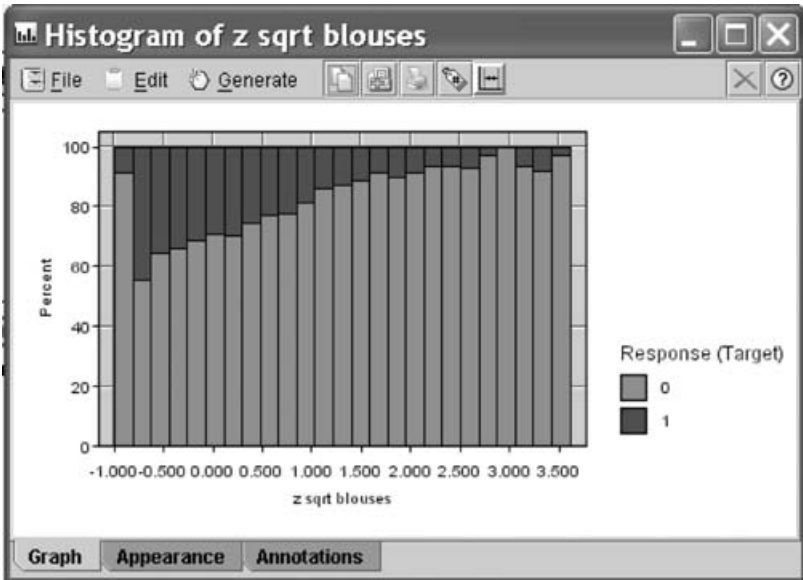 Histogram of z sqrt blouses
File Edit Generate
100
80
60
40
20
0
Percent
-1.000 -0.500 0.000 0.500 1.000 1.500 2.000 2.500 3.000 3.500
z sqrt blouses
Response (Target)
0
1
Graph Appearance Annotations